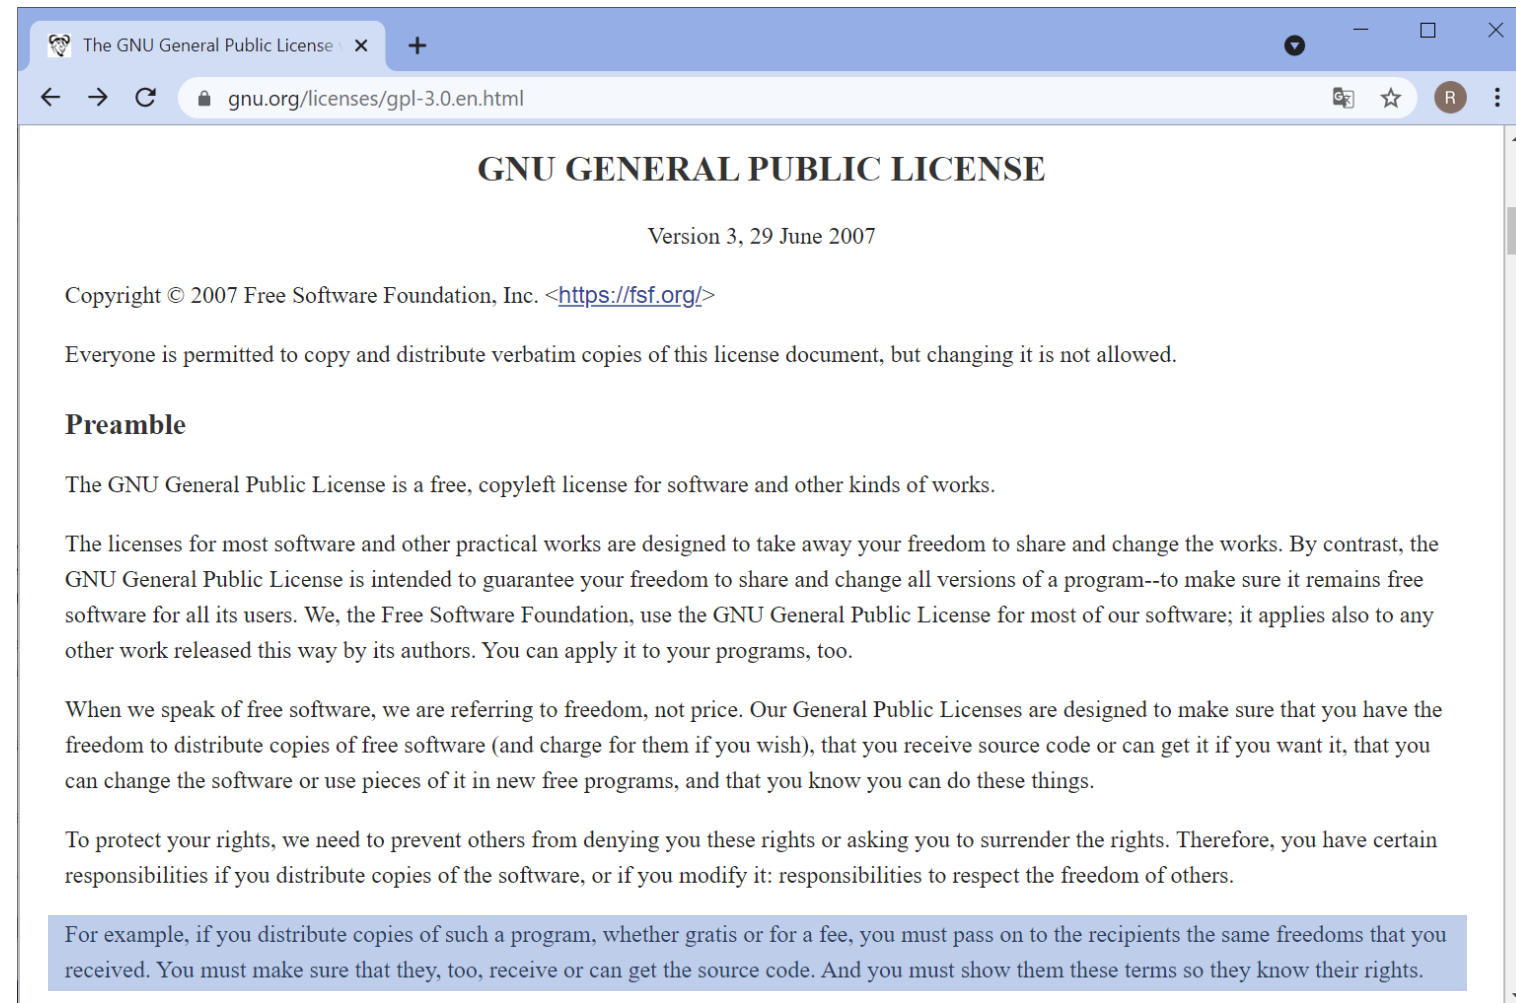 The GNU General Public License v
gnu.org/licenses/gpl-3.0.en.html
R
GNU GENERAL PUBLIC LICENSE
Version 3, 29 June 2007
Copyright © 2007 Free Software Foundation, Inc. <https://fsf.org/>
Everyone is permitted to copy and distribute verbatim copies of this license document, but changing it is not allowed.
Preamble
The GNU General Public License is a free, copyleft license for software and other kinds of works.
The licenses for most software and other practical works are designed to take away your freedom to share and change the works. By contrast, the
GNU General Public License is intended to guarantee your freedom to share and change all versions of a program--to make sure it remains free
software for all its users. We, the Free Software Foundation, use the GNU General Public License for most of our software; it applies also to any
other work released this way by its authors. You can apply it to your programs, too.
When we speak of free software, we are referring to freedom, not price. Our General Public Licenses are designed to make sure that you have the
freedom to distribute copies of free software (and charge for them if you wish), that you receive source code or can get it if you want it, that you
can change the software or use pieces of it in new free programs, and that you know you can do these things.
To protect your rights, we need to prevent others from denying you these rights or asking you to surrender the rights. Therefore, you have certain
responsibilities if you distribute copies of the software, or if you modify it: responsibilities to respect the freedom of others.
For example, if you distribute copies of such a program, whether gratis or for a fee, you must pass on to the recipients the same freedoms that you
received. You must make sure that they, too, receive or can get the source code. And you must show them these terms so they know their rights.